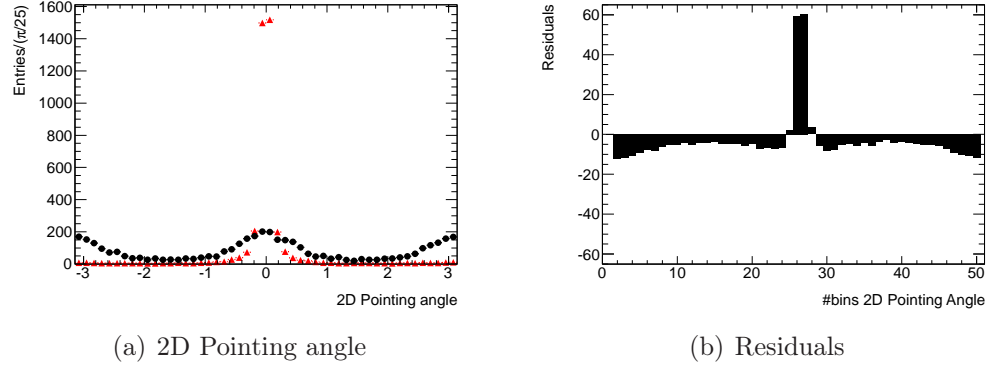 1600
1400
1200
1000
800
600
400
200
0
Entries/(π/25)
-3 -2 -1 0 1 2 3
2D Pointing angle
(a) 2D Pointing angle
60
40
20
0
-20
-40
-60
Residuals
0 10 20 30 40 50
#bins 2D Pointing Angle
(b) Residuals